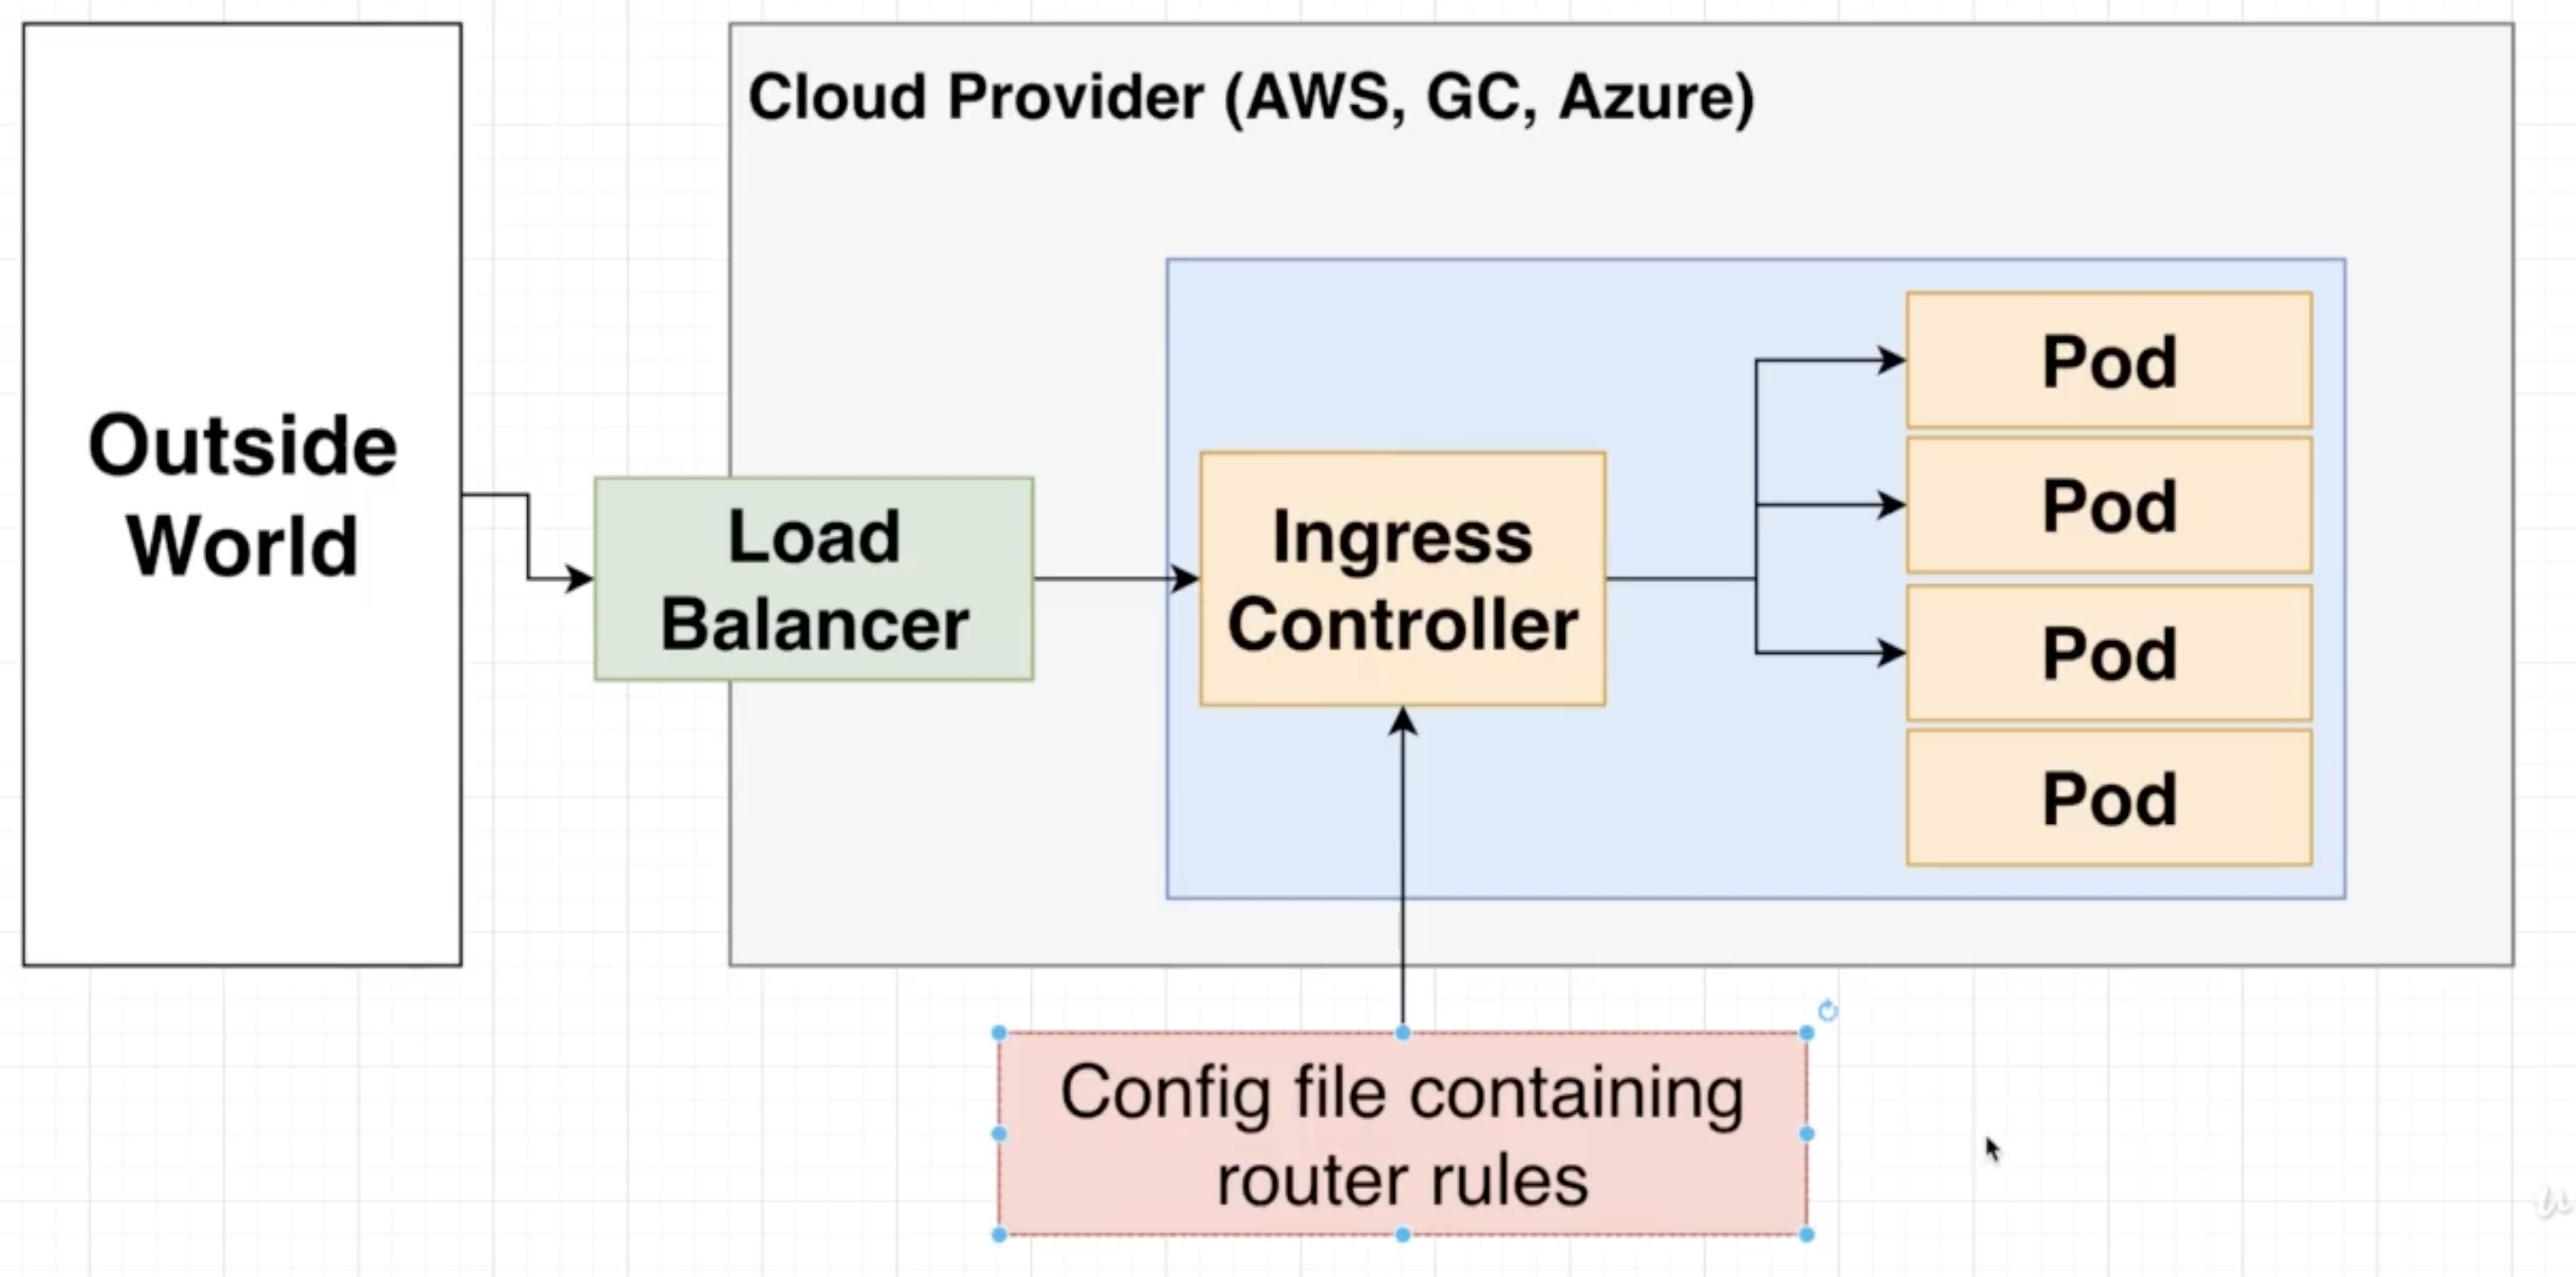 Cloud Provider (AWS, GC, Azure)
Outside
World
Load
Balancer
Ingress
Controller
Pod
Pod
Pod
Pod
Config file containing
router rules